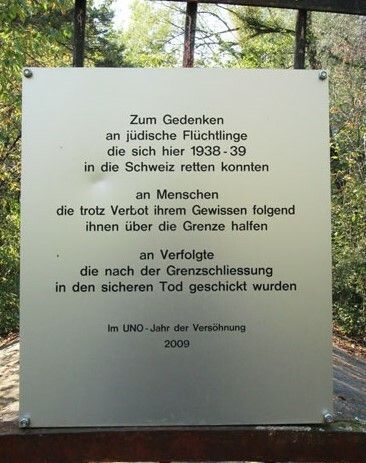 Zum Gedenken
an jüdische Flüchtlinge
die sich hier 1938-39
in die Schweiz retten konnten
an Menschen
die trotz Verbot ihrem Gewissen folgend
ihnen über die Grenze halfen
an Verfolgte
die nach der Grenzschliessung
in den sicheren Tod geschickt wurden
Im UNO-Jahr der Versöhnung
2009